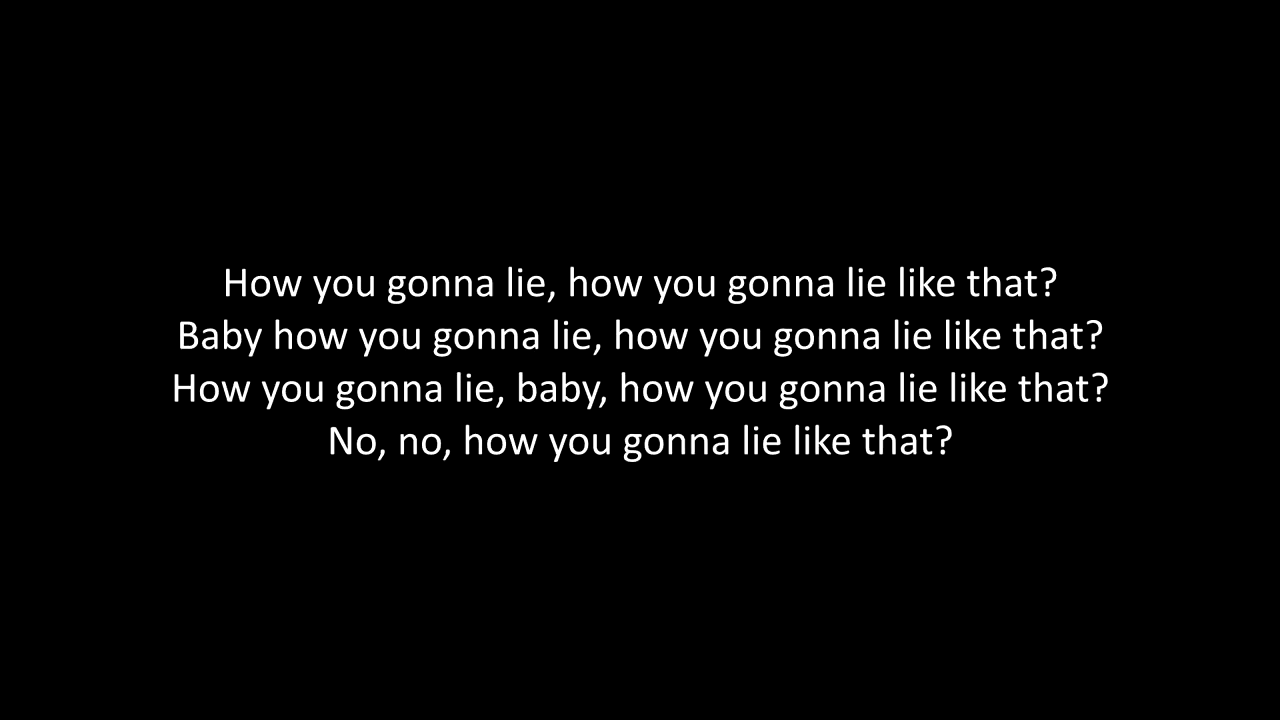 How you gonna lie, how you gonna lie like that?
Baby how you gonna lie, how you gonna lie like that?
How you gonna lie, baby, how you gonna lie like that?
No, no, how you gonna lie like that?